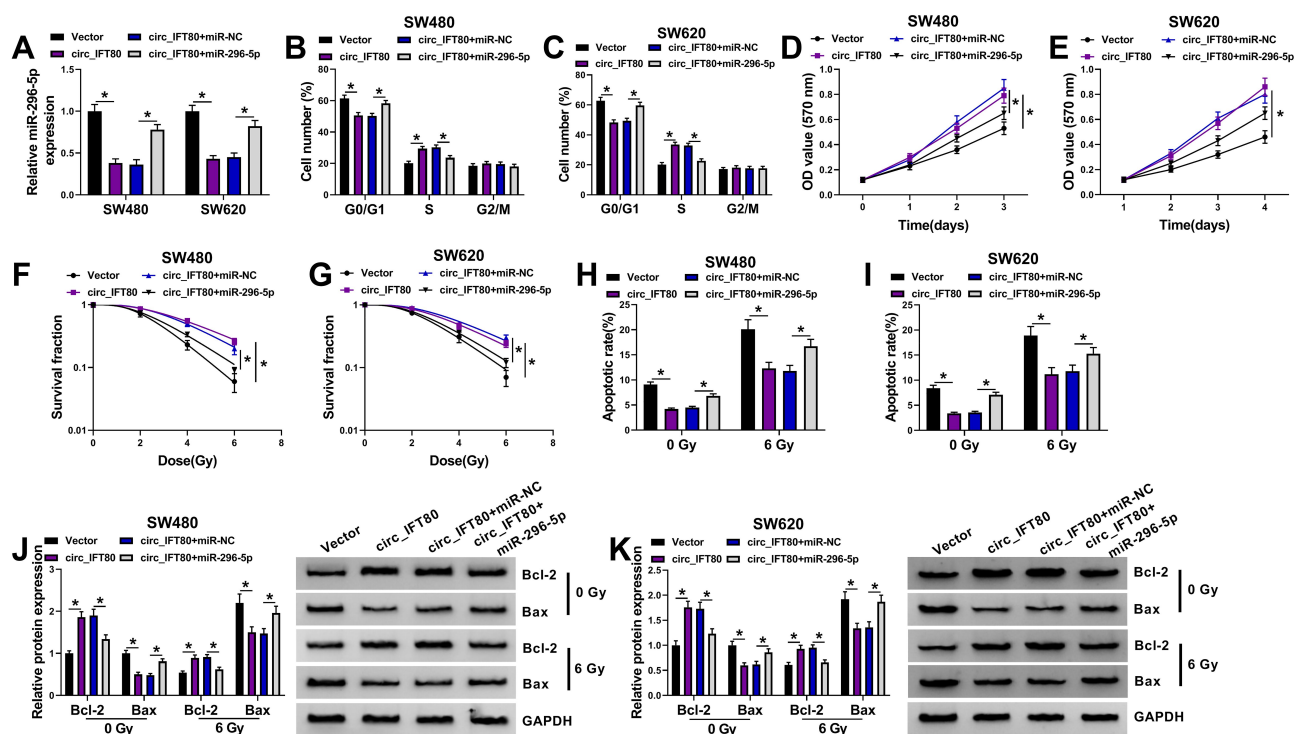 A
Vector
circ_IFT80
circ_IFT80+miR-NC
circ_IFT80+miR-296-5p
Relative miR-296-5p
expression
1.5
1.0
0.5
0.0
*
*
*
*
SW480
SW620
B
SW480
Vector
circ_IFT80
circ_IFT80+miR-NC
circ_IFT80+miR-296-5p
Cell number (%)
80
60
40
20
0
*
*
*
*
G0/G1
S
G2/M
C
SW620
Vector
circ_IFT80
circ_IFT80+miR-NC
circ_IFT80+miR-296-5p
Cell number (%)
80
60
40
20
0
*
*
*
*
G0/G1
S
G2/M
D
SW480
Vector
circ_IFT80
circ_IFT80+miR-NC
circ_IFT80+miR-296-5p
OD value (570 nm)
1.0
0.8
0.6
0.4
0.2
0.0
*
*
0
1
2
3
Time(days)
E
SW620
Vector
circ_IFT80
circ_IFT80+miR-NC
circ_IFT80+miR-296-5p
OD value (570 nm)
1.0
0.8
0.6
0.4
0.2
0.0
*
1
2
3
4
Time(days)
F
SW480
Vector
circ_IFT80
circ_IFT80+miR-NC
circ_IFT80+miR-296-5p
Survival fraction
1
0.1
0.01
*
*
0
2
4
6
8
Dose(Gy)
G
SW620
Vector
circ_IFT80
circ_IFT80+miR-NC
circ_IFT80+miR-296-5p
Survival fraction
1
0.1
0.01
*
*
0
2
4
6
8
Dose(Gy)
H
SW480
Vector
circ_IFT80
circ_IFT80+miR-NC
circ_IFT80+miR-296-5p
Apoptotic rate(%)
25
20
15
10
5
0
*
*
*
*
0 Gy
6 Gy
I
SW620
Vector
circ_IFT80
circ_IFT80+miR-NC
circ_IFT80+miR-296-5p
Apoptotic rate(%)
25
20
15
10
5
0
*
*
*
*
0 Gy
6 Gy
J
SW480
Vector
circ_IFT80
circ_IFT80+miR-NC
circ_IFT80+miR-296-5p
Relative protein expression
3
2
1
0
*
*
*
*
*
*
*
*
Bcl-2
Bax
Bcl-2
Bax
0 Gy
6 Gy
Vector
circ_IFT80
circ_IFT80+miR-NC
circ_IFT80+
miR-296-5p
Bcl-2
Bax
0 Gy
Bcl-2
Bax
6 Gy
GAPDH
K
SW620
Vector
circ_IFT80
circ_IFT80+miR-NC
circ_IFT80+miR-296-5p
Relative protein expression
2.5
2.0
1.5
1.0
0.5
0.0
*
*
*
*
*
*
*
*
Bcl-2
Bax
Bcl-2
Bax
0 Gy
6 Gy
Vector
circ_IFT80
circ_IFT80+miR-NC
circ_IFT80+
miR-296-5p
Bcl-2
Bax
0 Gy
Bcl-2
Bax
6 Gy
GAPDH